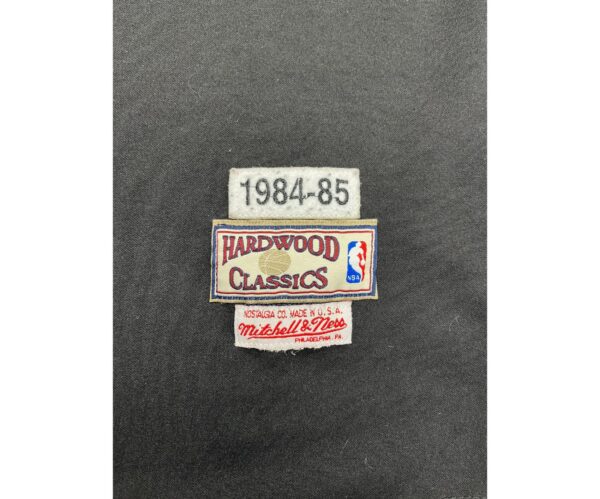 1984-85
HARDWOOD
CLASSICS
NBA
NOSTALGIA CO. MADE IN U.S.A.
Mitchell & Ness
PHILADELPHIA, PA.